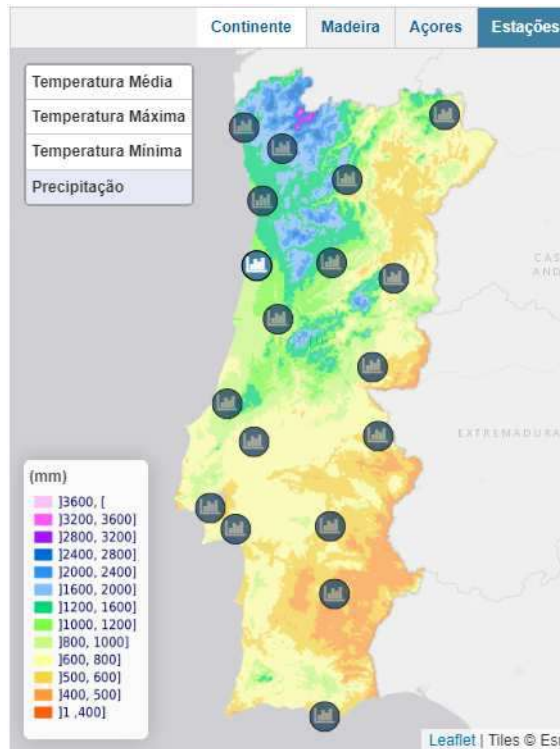 Continente Madeira Açores Estações
Temperatura Média
Temperatura Máxima
Temperatura Mínima
Precipitação
CAS
AND
EXTREMADURA
(mm)
]3600, [
]3200, 3600]
]2800, 3200]
]2400, 2800]
]2000, 2400]
]1600, 2000]
]1200, 1600]
]1000, 1200]
]800, 1000]
]600, 800]
]500, 600]
]400, 500]
]1 ,400]
Leaflet | Tiles © Esr